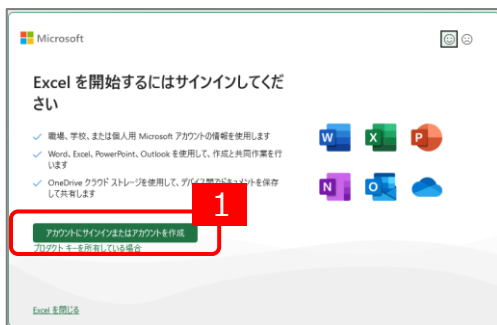 Microsoft
Excel を開始するにはサインインしてくだ
さい
職場、学校、または個人用 Microsoft アカウントの情報を使用します
Word、Excel、PowerPoint、Outlook を使用して、作成と共同作業を行
います
OneDrive クラウド ストレージを使用して、デバイス間でドキュメントを保存
して共有します
W
X
P
N
O
1
アカウントにサインインまたはアカウントを作成
プロダクト キーを所有している場合
Excel を閉じる